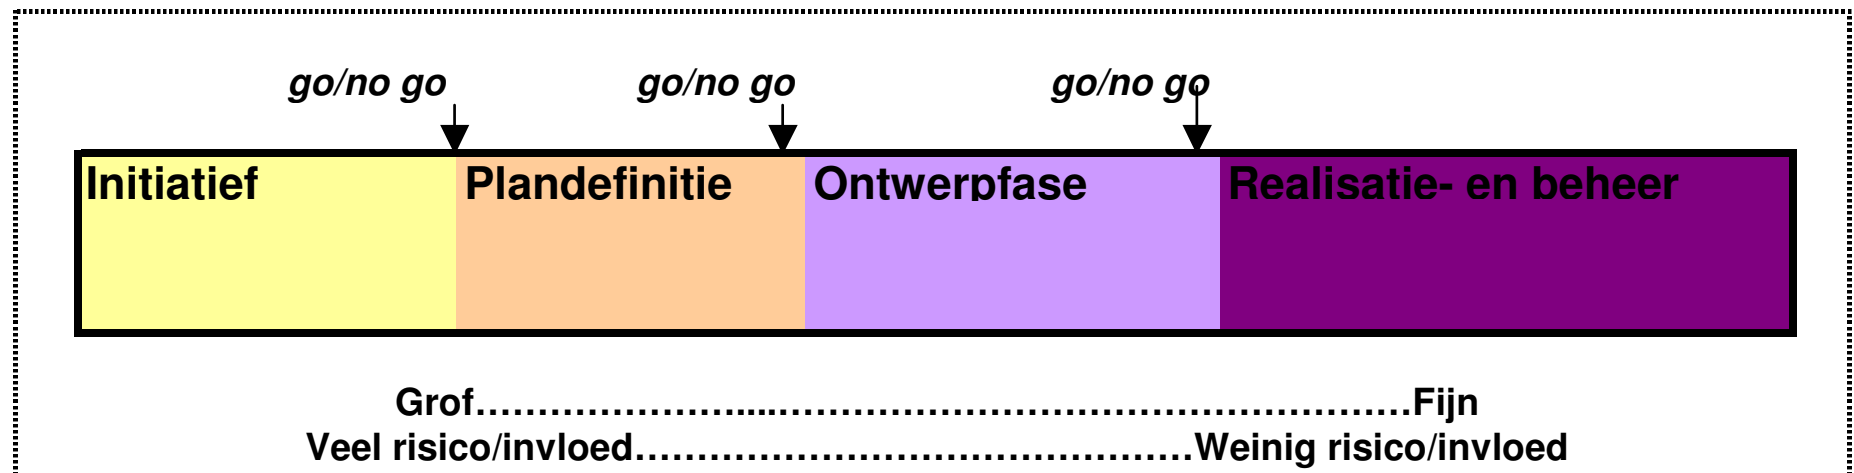 go/no go go/no go go/no go
Initiatief Plandefinitie Ontwerpfase Realisatie- en beheer
Grof…………………....……………………………………………Fijn
Veel risico/invloed………………………………………Weinig risico/invloed